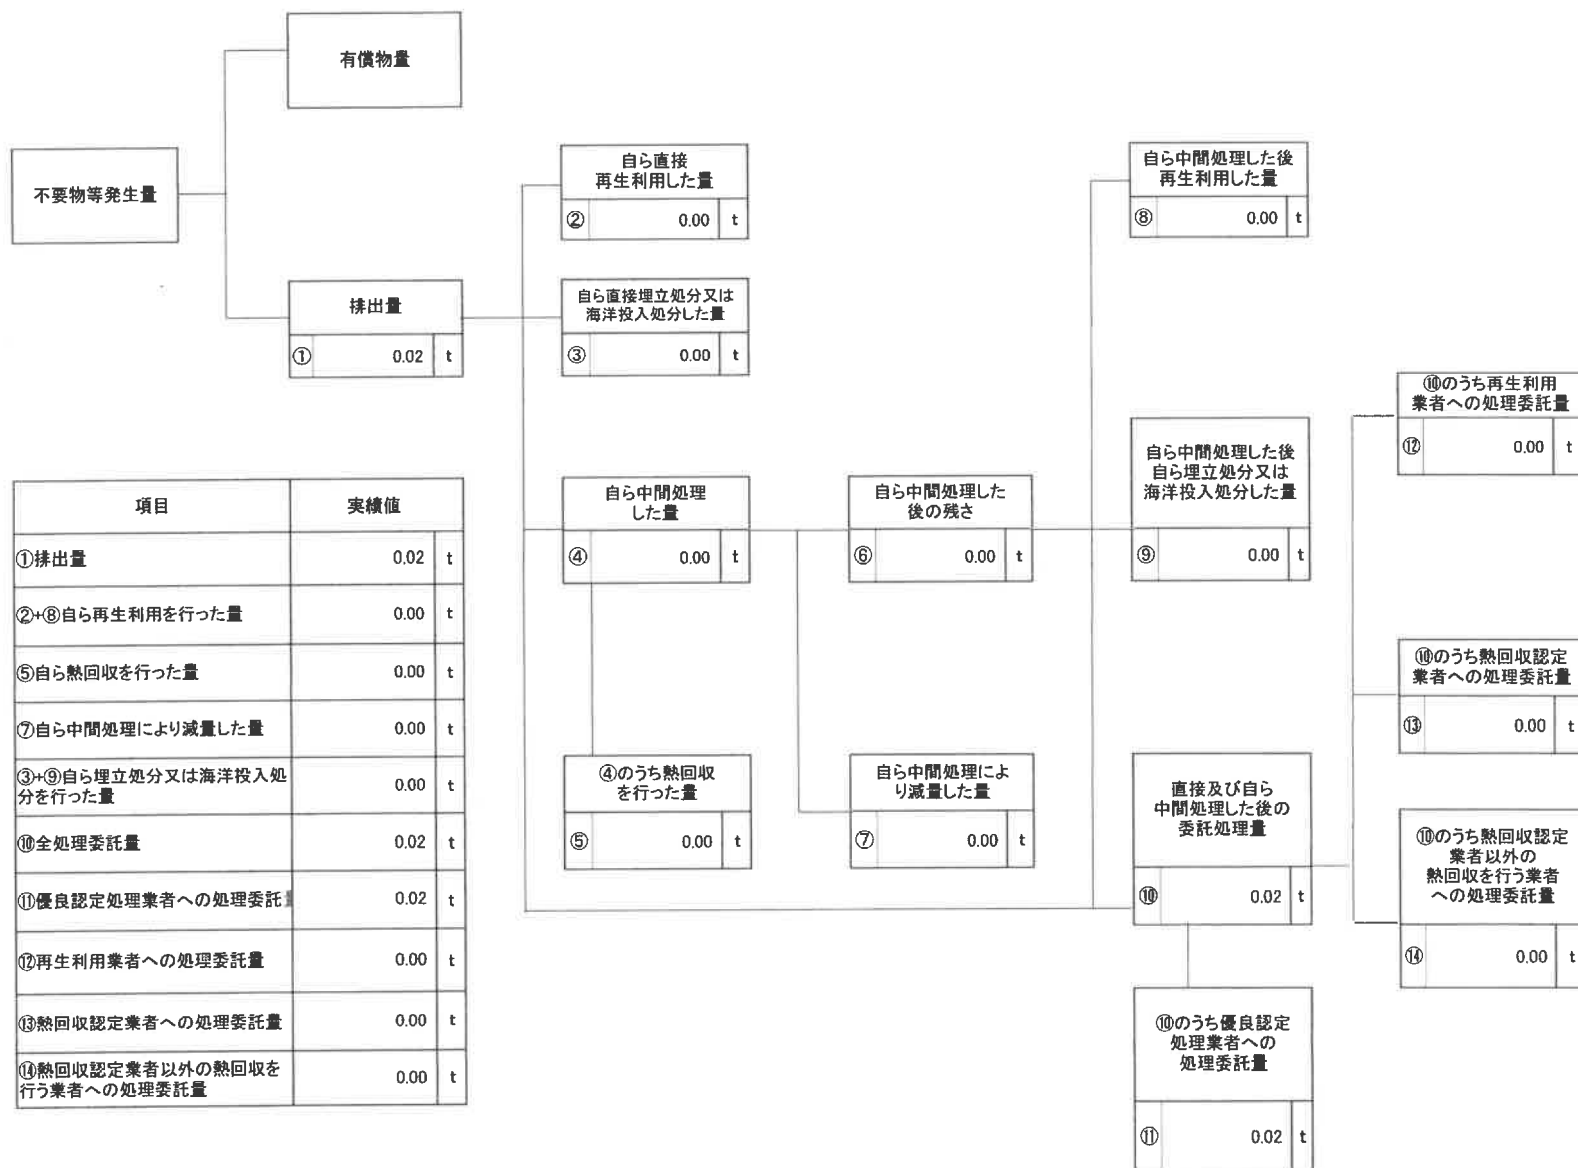 有償物量
不要物等発生量
排出量
① 0.02 t
自ら直接
再生利用した量
② 0.00 t
自ら直接埋立処分又は
海洋投入処分した量
③ 0.00 t
自ら中間処理
した量
④ 0.00 t
④のうち熱回収
を行った量
⑤ 0.00 t
自ら中間処理した
後の残さ
⑥ 0.00 t
自ら中間処理によ
り減量した量
⑦ 0.00 t
自ら中間処理した後
再生利用した量
⑧ 0.00 t
自ら中間処理した後
自ら埋立処分又は
海洋投入処分した量
⑨ 0.00 t
直接及び自ら
中間処理した後の
委託処理量
⑩ 0.02 t
⑩のうち優良認定
処理業者への
処理委託量
⑪ 0.02 t
⑩のうち再生利用
業者への処理委託量
⑫ 0.00 t
⑩のうち熱回収認定
業者への処理委託量
⑬ 0.00 t
⑩のうち熱回収認定
業者以外の
熱回収を行う業者
への処理委託量
⑭ 0.00 t
項目 実績値
①排出量 0.02 t
②+⑧自ら再生利用を行った量 0.00 t
⑤自ら熱回収を行った量 0.00 t
⑦自ら中間処理により減量した量 0.00 t
③+⑨自ら埋立処分又は海洋投入処
分を行った量 0.00 t
⑩全処理委託量 0.02 t
⑪優良認定処理業者への処理委託 0.02 t
⑫再生利用業者への処理委託量 0.00 t
⑬熱回収認定業者への処理委託量 0.00 t
⑭熱回収認定業者以外の熱回収を
行う業者への処理委託量 0.00 t